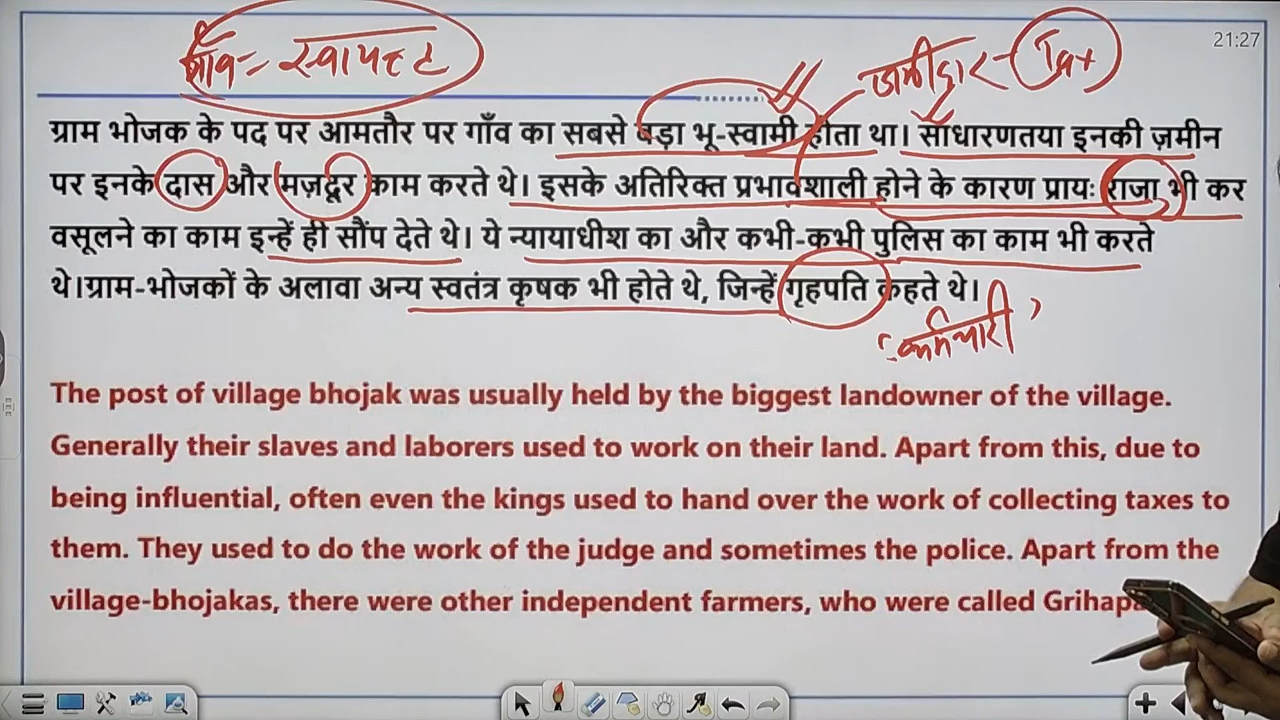 21:27
गाँव = स्वायत्त
जमींदार - Tax
ग्राम भोजक के पद पर आमतौर पर गाँव का सबसे बड़ा भू-स्वामी होता था। साधारणतया इनकी ज़मीन
पर इनके दास और मज़दूर काम करते थे। इसके अतिरिक्त प्रभावशाली होने के कारण प्रायः राजा भी कर
वसूलने का काम इन्हें ही सौंप देते थे। ये न्यायाधीश का और कभी-कभी पुलिस का काम भी करते
थे।ग्राम-भोजकों के अलावा अन्य स्वतंत्र कृषक भी होते थे, जिन्हें गृहपति कहते थे।
The post of village bhojak was usually held by the biggest landowner of the village.
Generally their slaves and laborers used to work on their land. Apart from this, due to
being influential, often even the kings used to hand over the work of collecting taxes to
them. They used to do the work of the judge and sometimes the police. Apart from the
village-bhojakas, there were other independent farmers, who were called